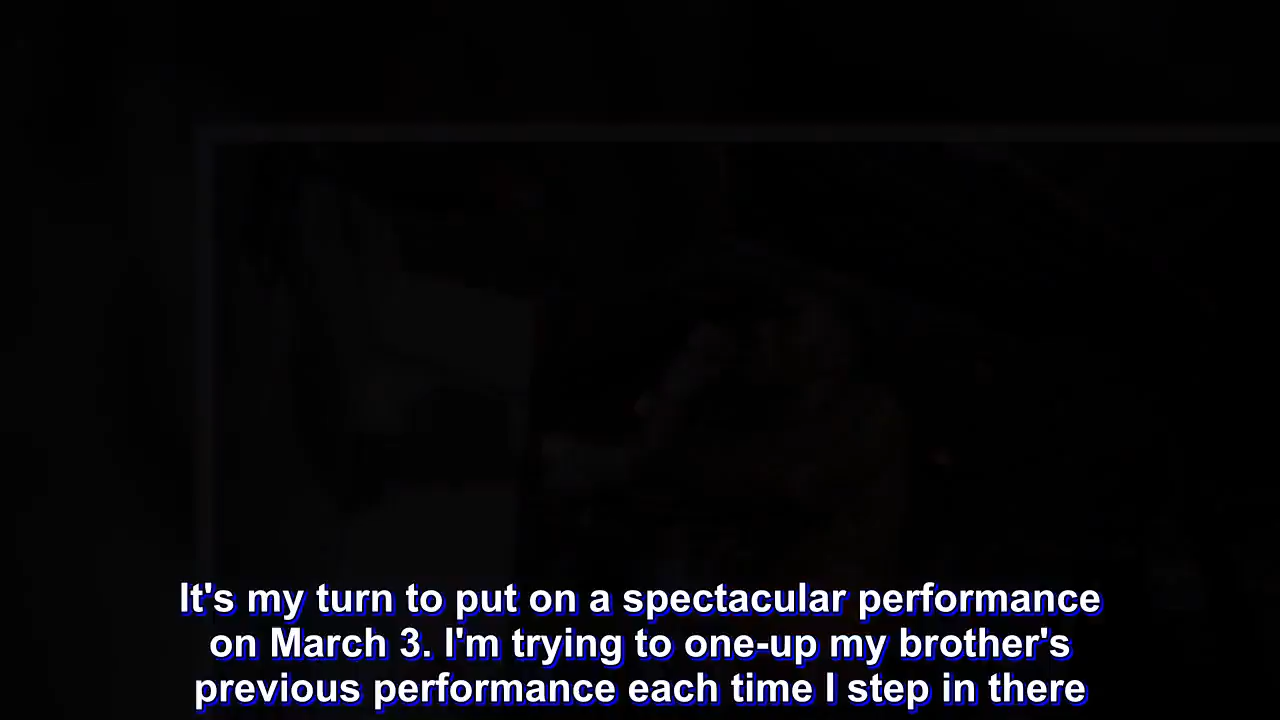 It's my turn to put on a spectacular performance
on March 3. I'm trying to one-up my brother's
previous performance each time I step in there